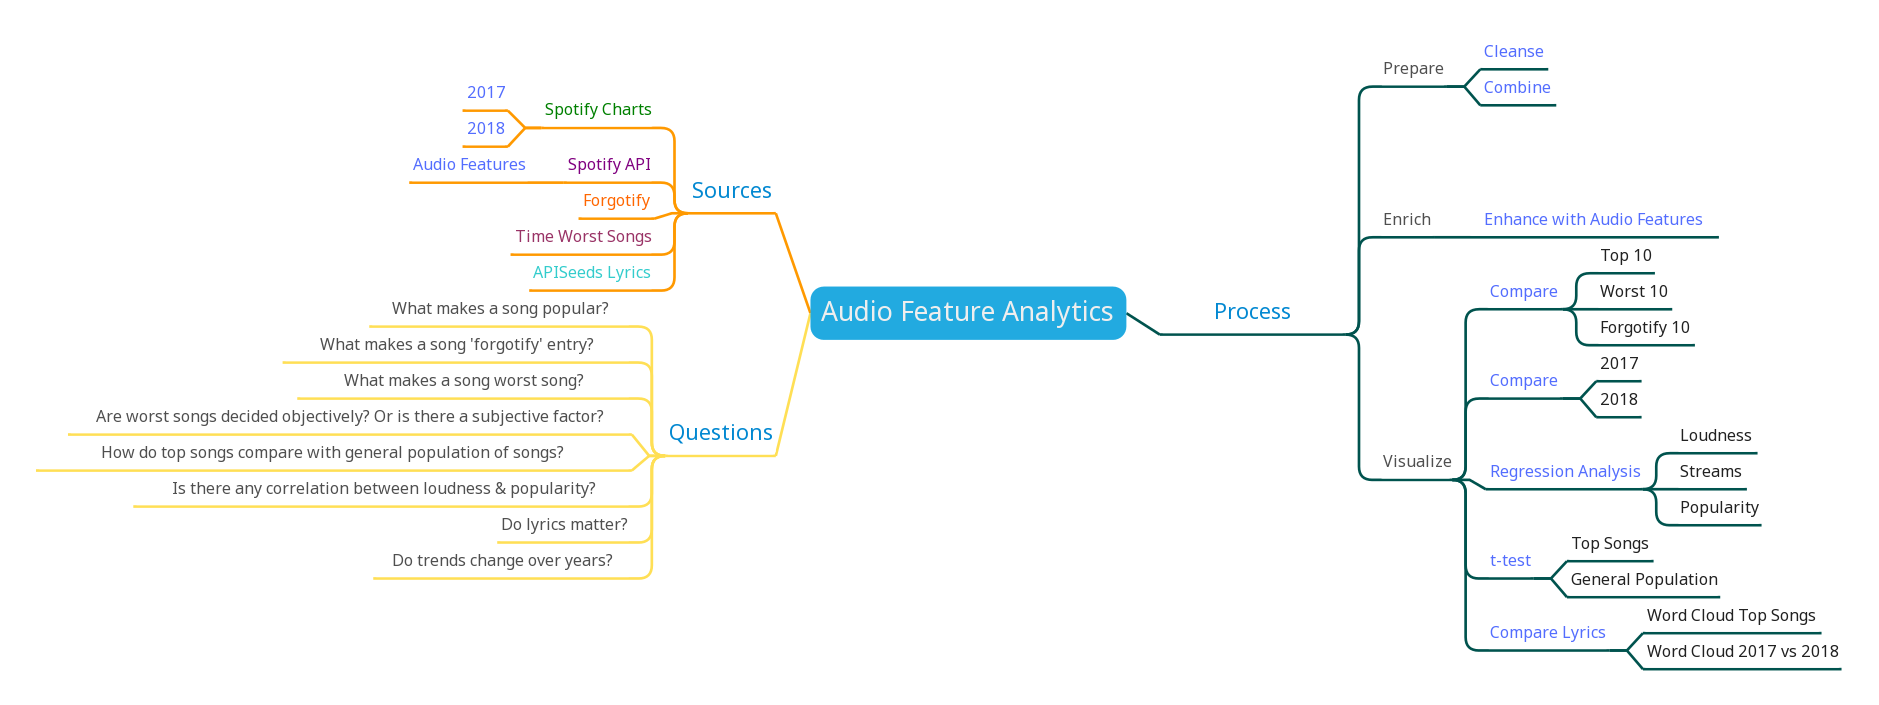 Audio Feature Analytics
Sources
Spotify Charts
2017
2018
Spotify API
Audio Features
Forgotify
Time Worst Songs
APISeeds Lyrics
Questions
What makes a song popular?
What makes a song 'forgotify' entry?
What makes a song worst song?
Are worst songs decided objectively? Or is there a subjective factor?
How do top songs compare with general population of songs?
Is there any correlation between loudness & popularity?
Do lyrics matter?
Do trends change over years?
Process
Prepare
Cleanse
Combine
Enrich
Enhance with Audio Features
Visualize
Compare
Top 10
Worst 10
Forgotify 10
Compare
2017
2018
Regression Analysis
Loudness
Streams
Popularity
t-test
Top Songs
General Population
Compare Lyrics
Word Cloud Top Songs
Word Cloud 2017 vs 2018